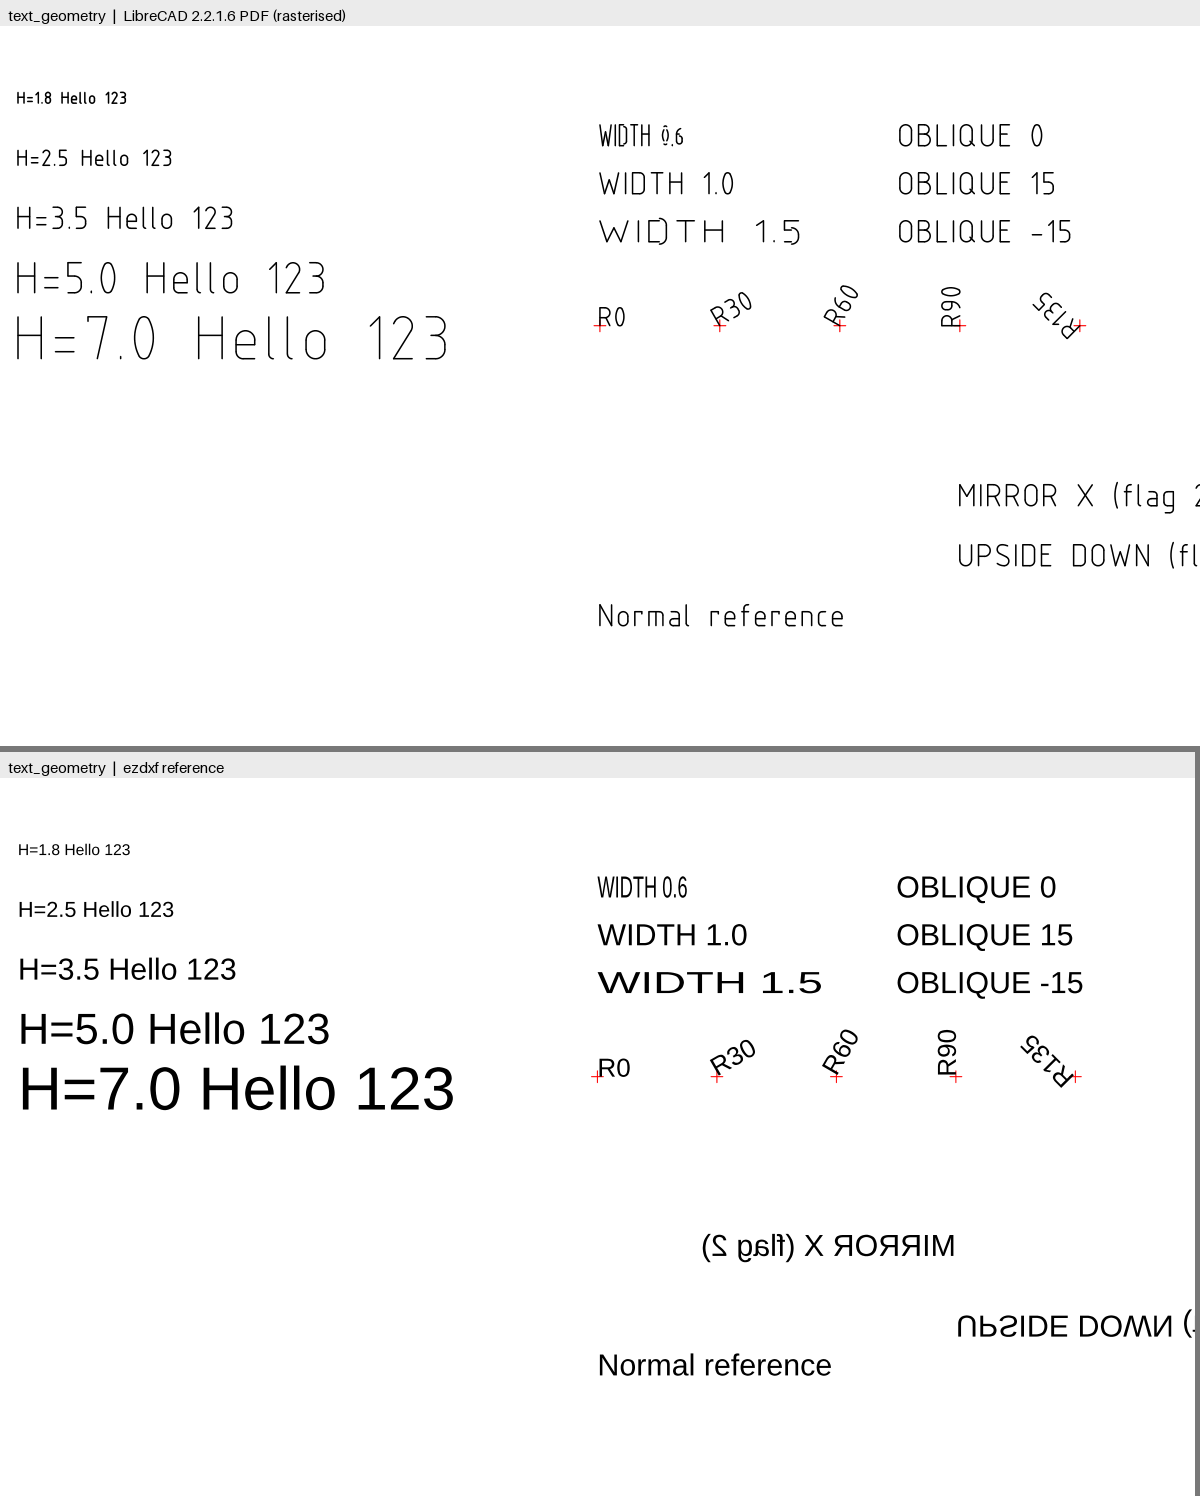 text_geometry | LibreCAD 2.2.1.6 PDF (rasterised)
H=1.8 Hello 123
H=2.5 Hello 123
H=3.5 Hello 123
H=5.0 Hello 123
H=7.0 Hello 123
WIDTH 0.6
WIDTH 1.0
WIDTH 1.5
OBLIQUE 0
OBLIQUE 15
OBLIQUE -15
R0 R30 R60 R90 R135
MIRROR X (flag 2
UPSIDE DOWN (fl
Normal reference
text_geometry | ezdxf reference
H=1.8 Hello 123
H=2.5 Hello 123
H=3.5 Hello 123
H=5.0 Hello 123
H=7.0 Hello 123
WIDTH 0.6
WIDTH 1.0
WIDTH 1.5
OBLIQUE 0
OBLIQUE 15
OBLIQUE -15
R0 R30 R60 R90 R135
MIRROR X (flag 2)
UPSIDE DOWN (
Normal reference